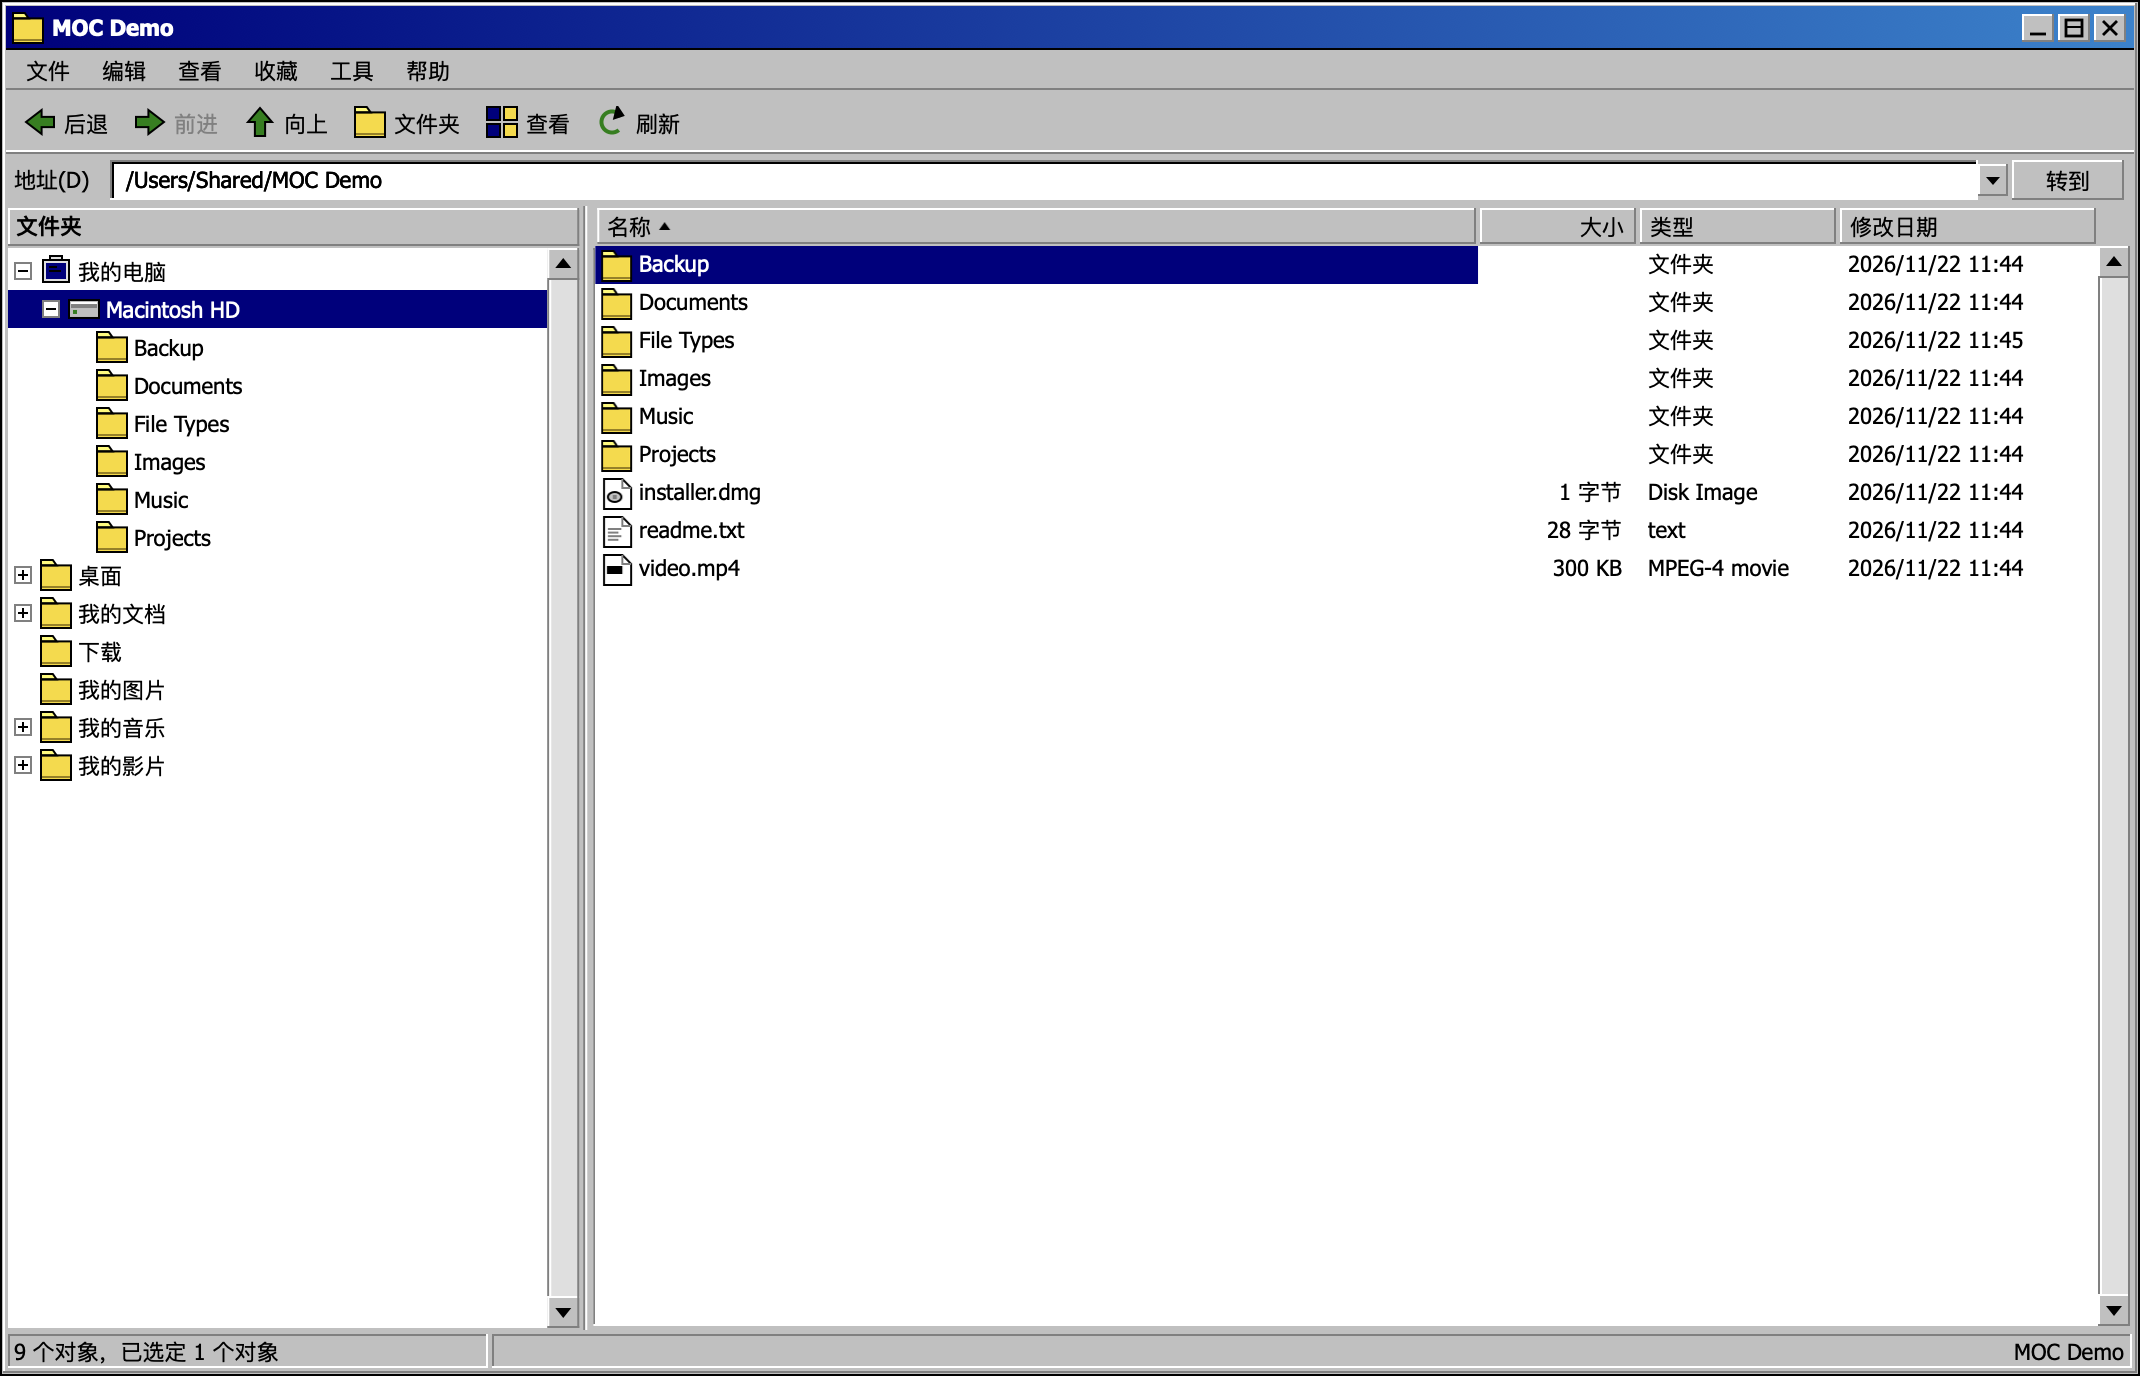 MOC Demo
文件 编辑 查看 收藏 工具 帮助
后退 前进 向上 文件夹 查看 刷新
地址(D) /Users/Shared/MOC Demo 转到
文件夹
我的电脑
Macintosh HD
Backup
Documents
File Types
Images
Music
Projects
桌面
我的文档
下载
我的图片
我的音乐
我的影片
名称 大小 类型 修改日期
Backup 文件夹 2026/11/22 11:44
Documents 文件夹 2026/11/22 11:44
File Types 文件夹 2026/11/22 11:45
Images 文件夹 2026/11/22 11:44
Music 文件夹 2026/11/22 11:44
Projects 文件夹 2026/11/22 11:44
installer.dmg 1 字节 Disk Image 2026/11/22 11:44
readme.txt 28 字节 text 2026/11/22 11:44
video.mp4 300 KB MPEG-4 movie 2026/11/22 11:44
9 个对象，已选定 1 个对象 MOC Demo